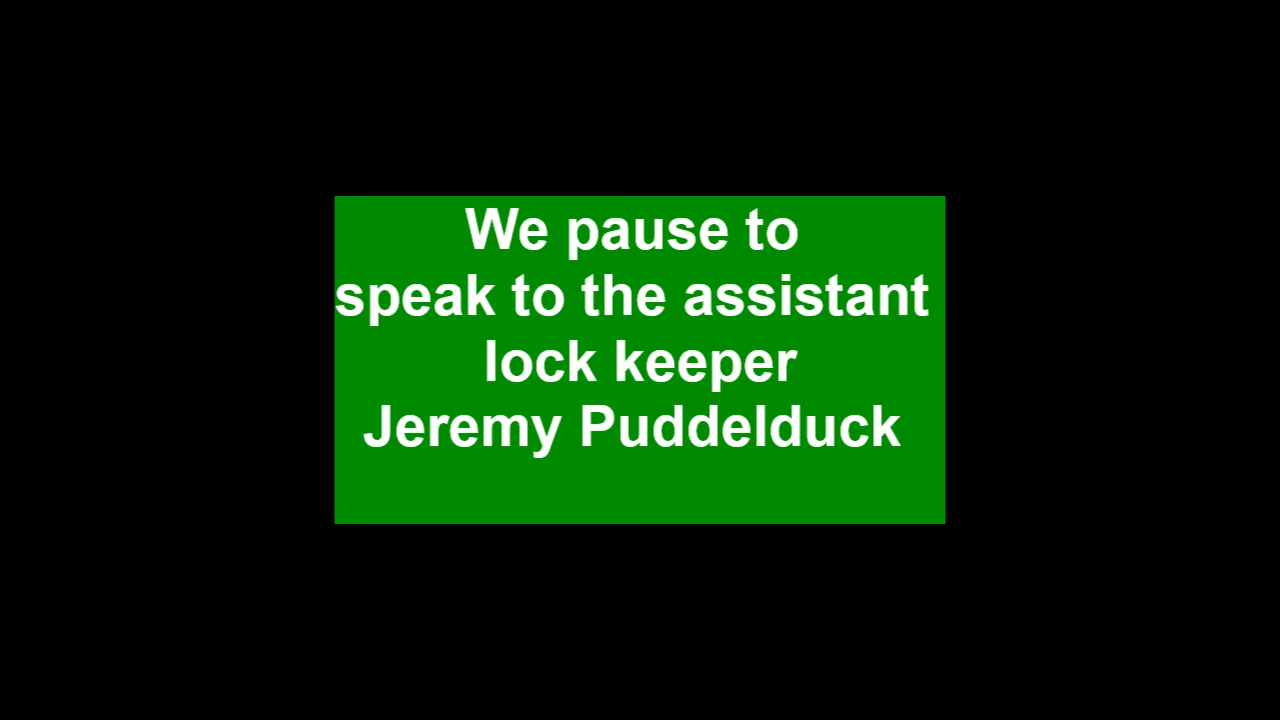 We pause to
speak to the assistant
lock keeper
Jeremy Puddelduck